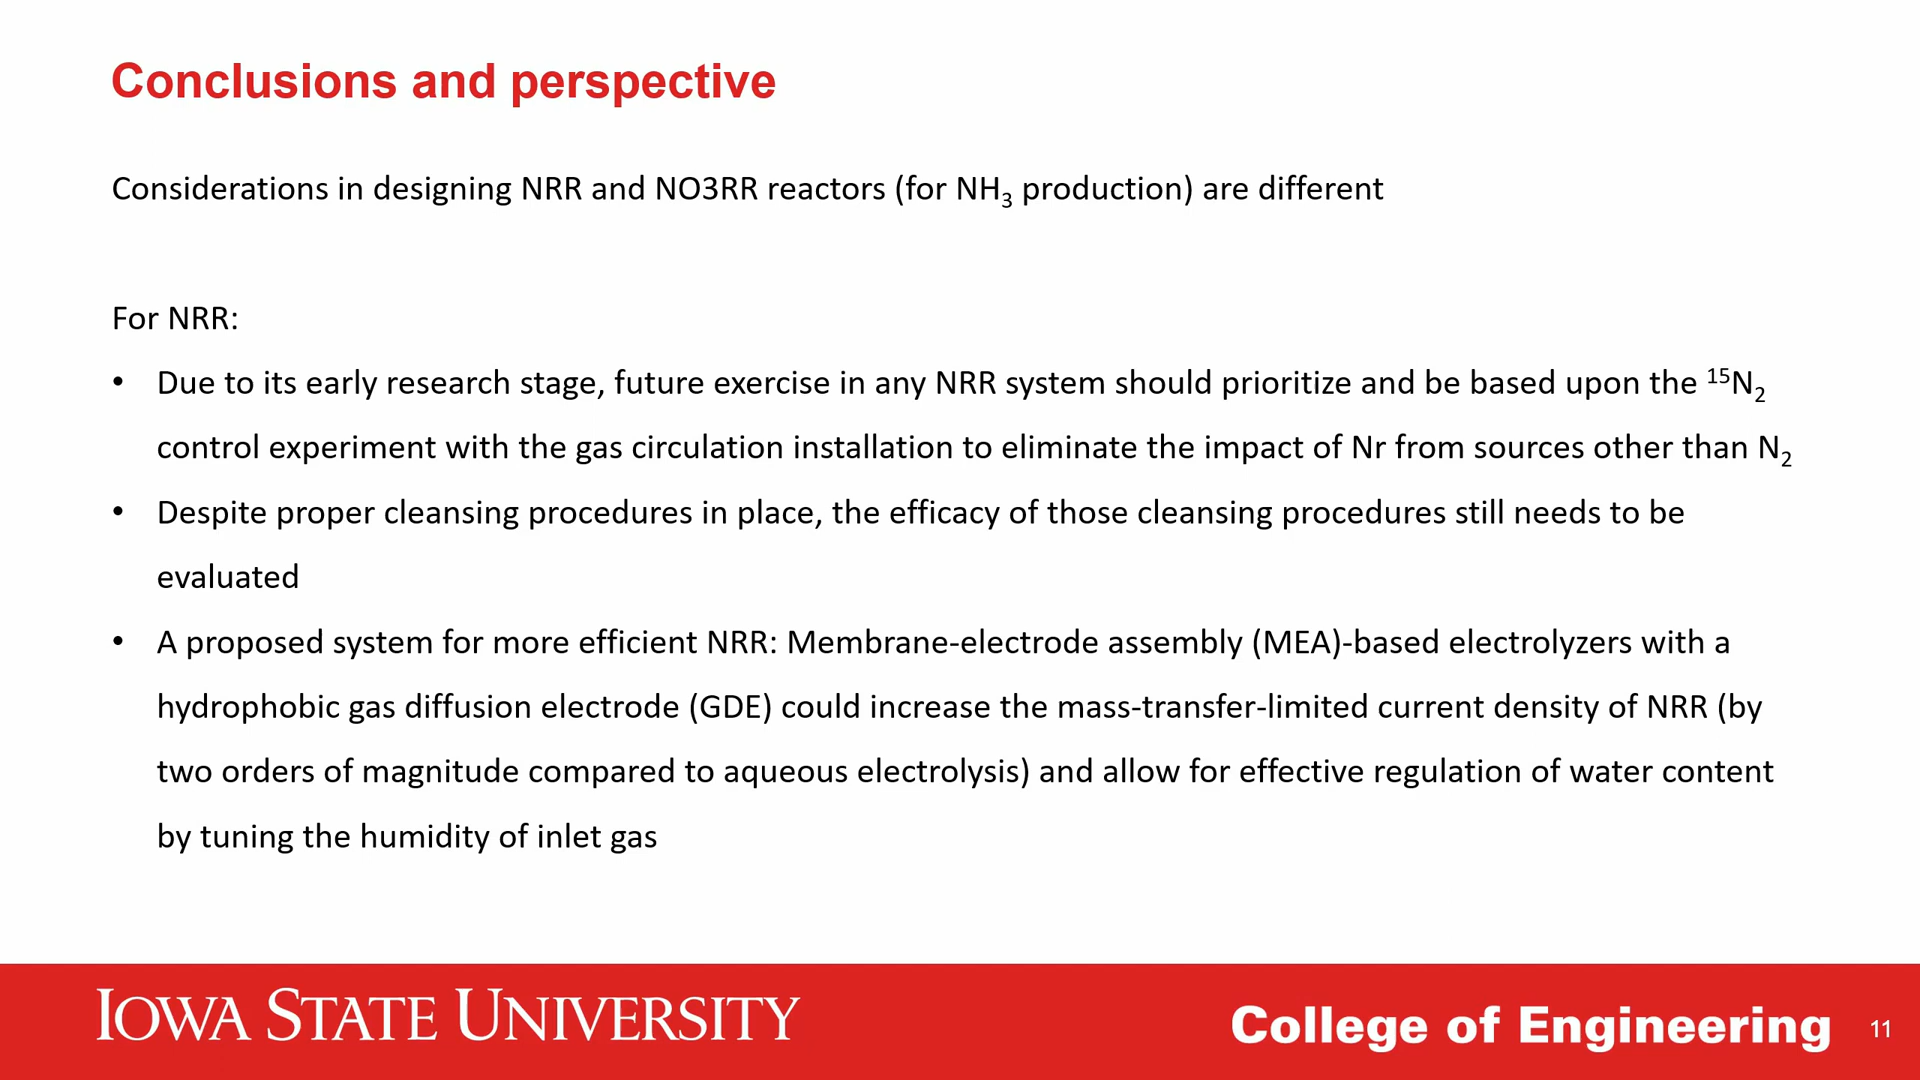 Conclusions and perspective
Considerations in designing NRR and NO3RR reactors (for NH₃ production) are different
For NRR:
• Due to its early research stage, future exercise in any NRR system should prioritize and be based upon the ¹⁵N₂
control experiment with the gas circulation installation to eliminate the impact of Nr from sources other than N₂
• Despite proper cleansing procedures in place, the efficacy of those cleansing procedures still needs to be
evaluated
• A proposed system for more efficient NRR: Membrane-electrode assembly (MEA)-based electrolyzers with a
hydrophobic gas diffusion electrode (GDE) could increase the mass-transfer-limited current density of NRR (by
two orders of magnitude compared to aqueous electrolysis) and allow for effective regulation of water content
by tuning the humidity of inlet gas
IOWA STATE UNIVERSITY
College of Engineering
11